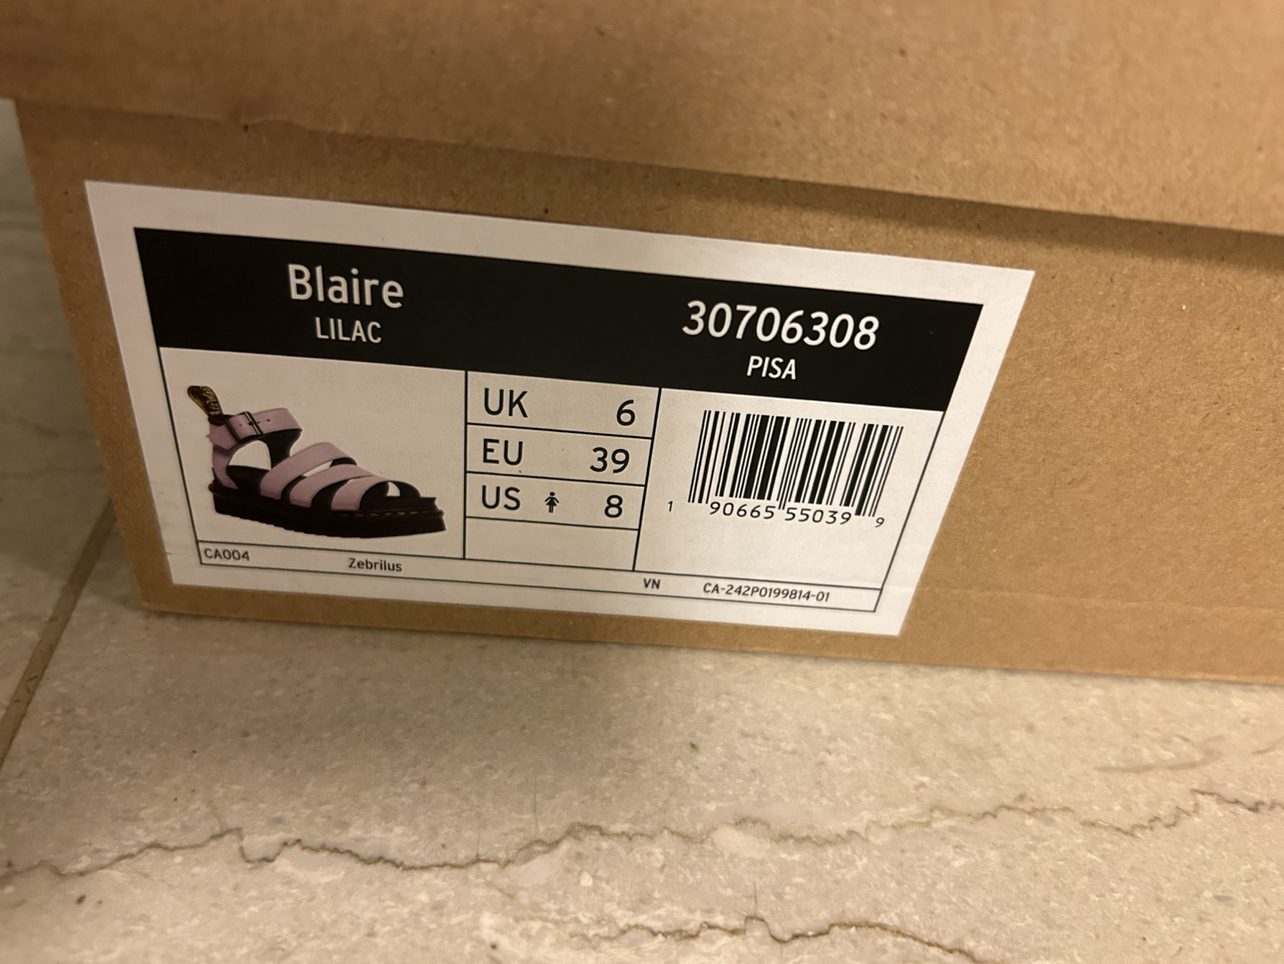 Blaire
LILAC
30706308
PISA
UK 6
EU 39
US 8
1 90665 55039 9
CA004 Zebrilus
VN CA-242P0199814-01